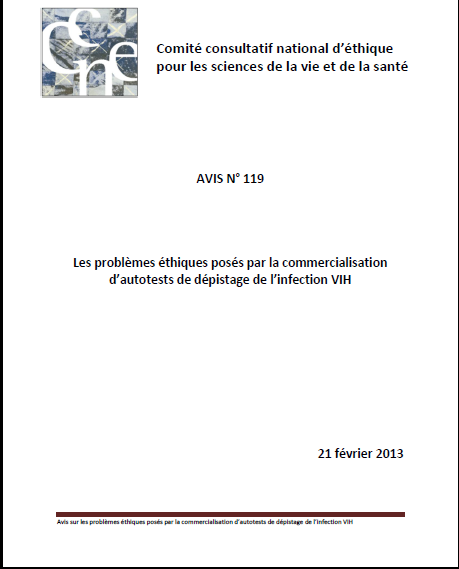 ccne
Comité consultatif national d'éthique
pour les sciences de la vie et de la santé
AVIS N° 119
Les problèmes éthiques posés par la commercialisation
d'autotests de dépistage de l'infection VIH
21 février 2013
Avis sur les problèmes éthiques posés par la commercialisation d'autotests de dépistage de l'infection VIH